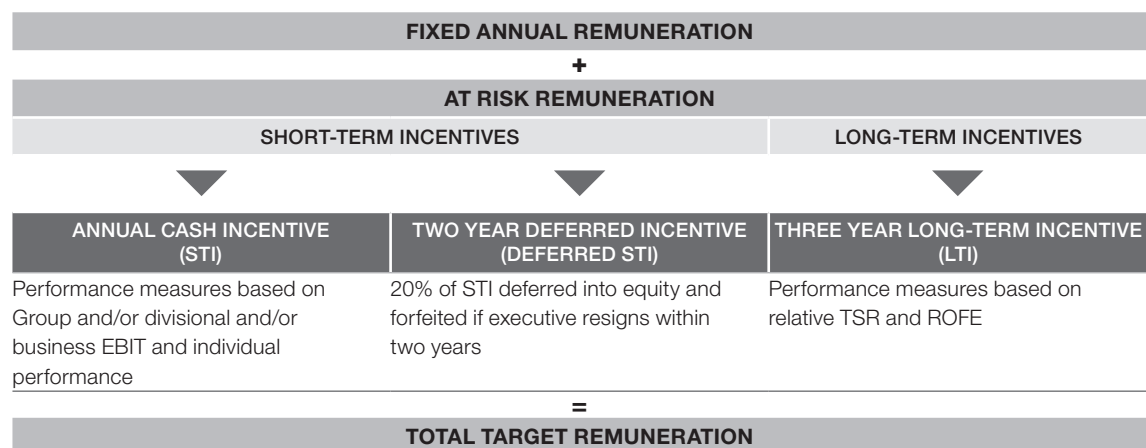 FIXED ANNUAL REMUNERATION
+
AT RISK REMUNERATION
SHORT-TERM INCENTIVES
LONG-TERM INCENTIVES
ANNUAL CASH INCENTIVE
(STI)
TWO YEAR DEFERRED INCENTIVE
(DEFERRED STI)
THREE YEAR LONG-TERM INCENTIVE
(LTI)
Performance measures based on
Group and/or divisional and/or
business EBIT and individual
performance
20% of STI deferred into equity and
forfeited if executive resigns within
two years
Performance measures based on
relative TSR and ROFE
=
TOTAL TARGET REMUNERATION